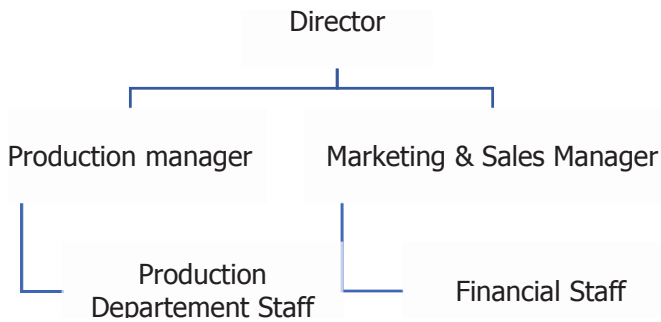 Director
Production manager
Marketing & Sales Manager
Production
Departement Staff
Financial Staff